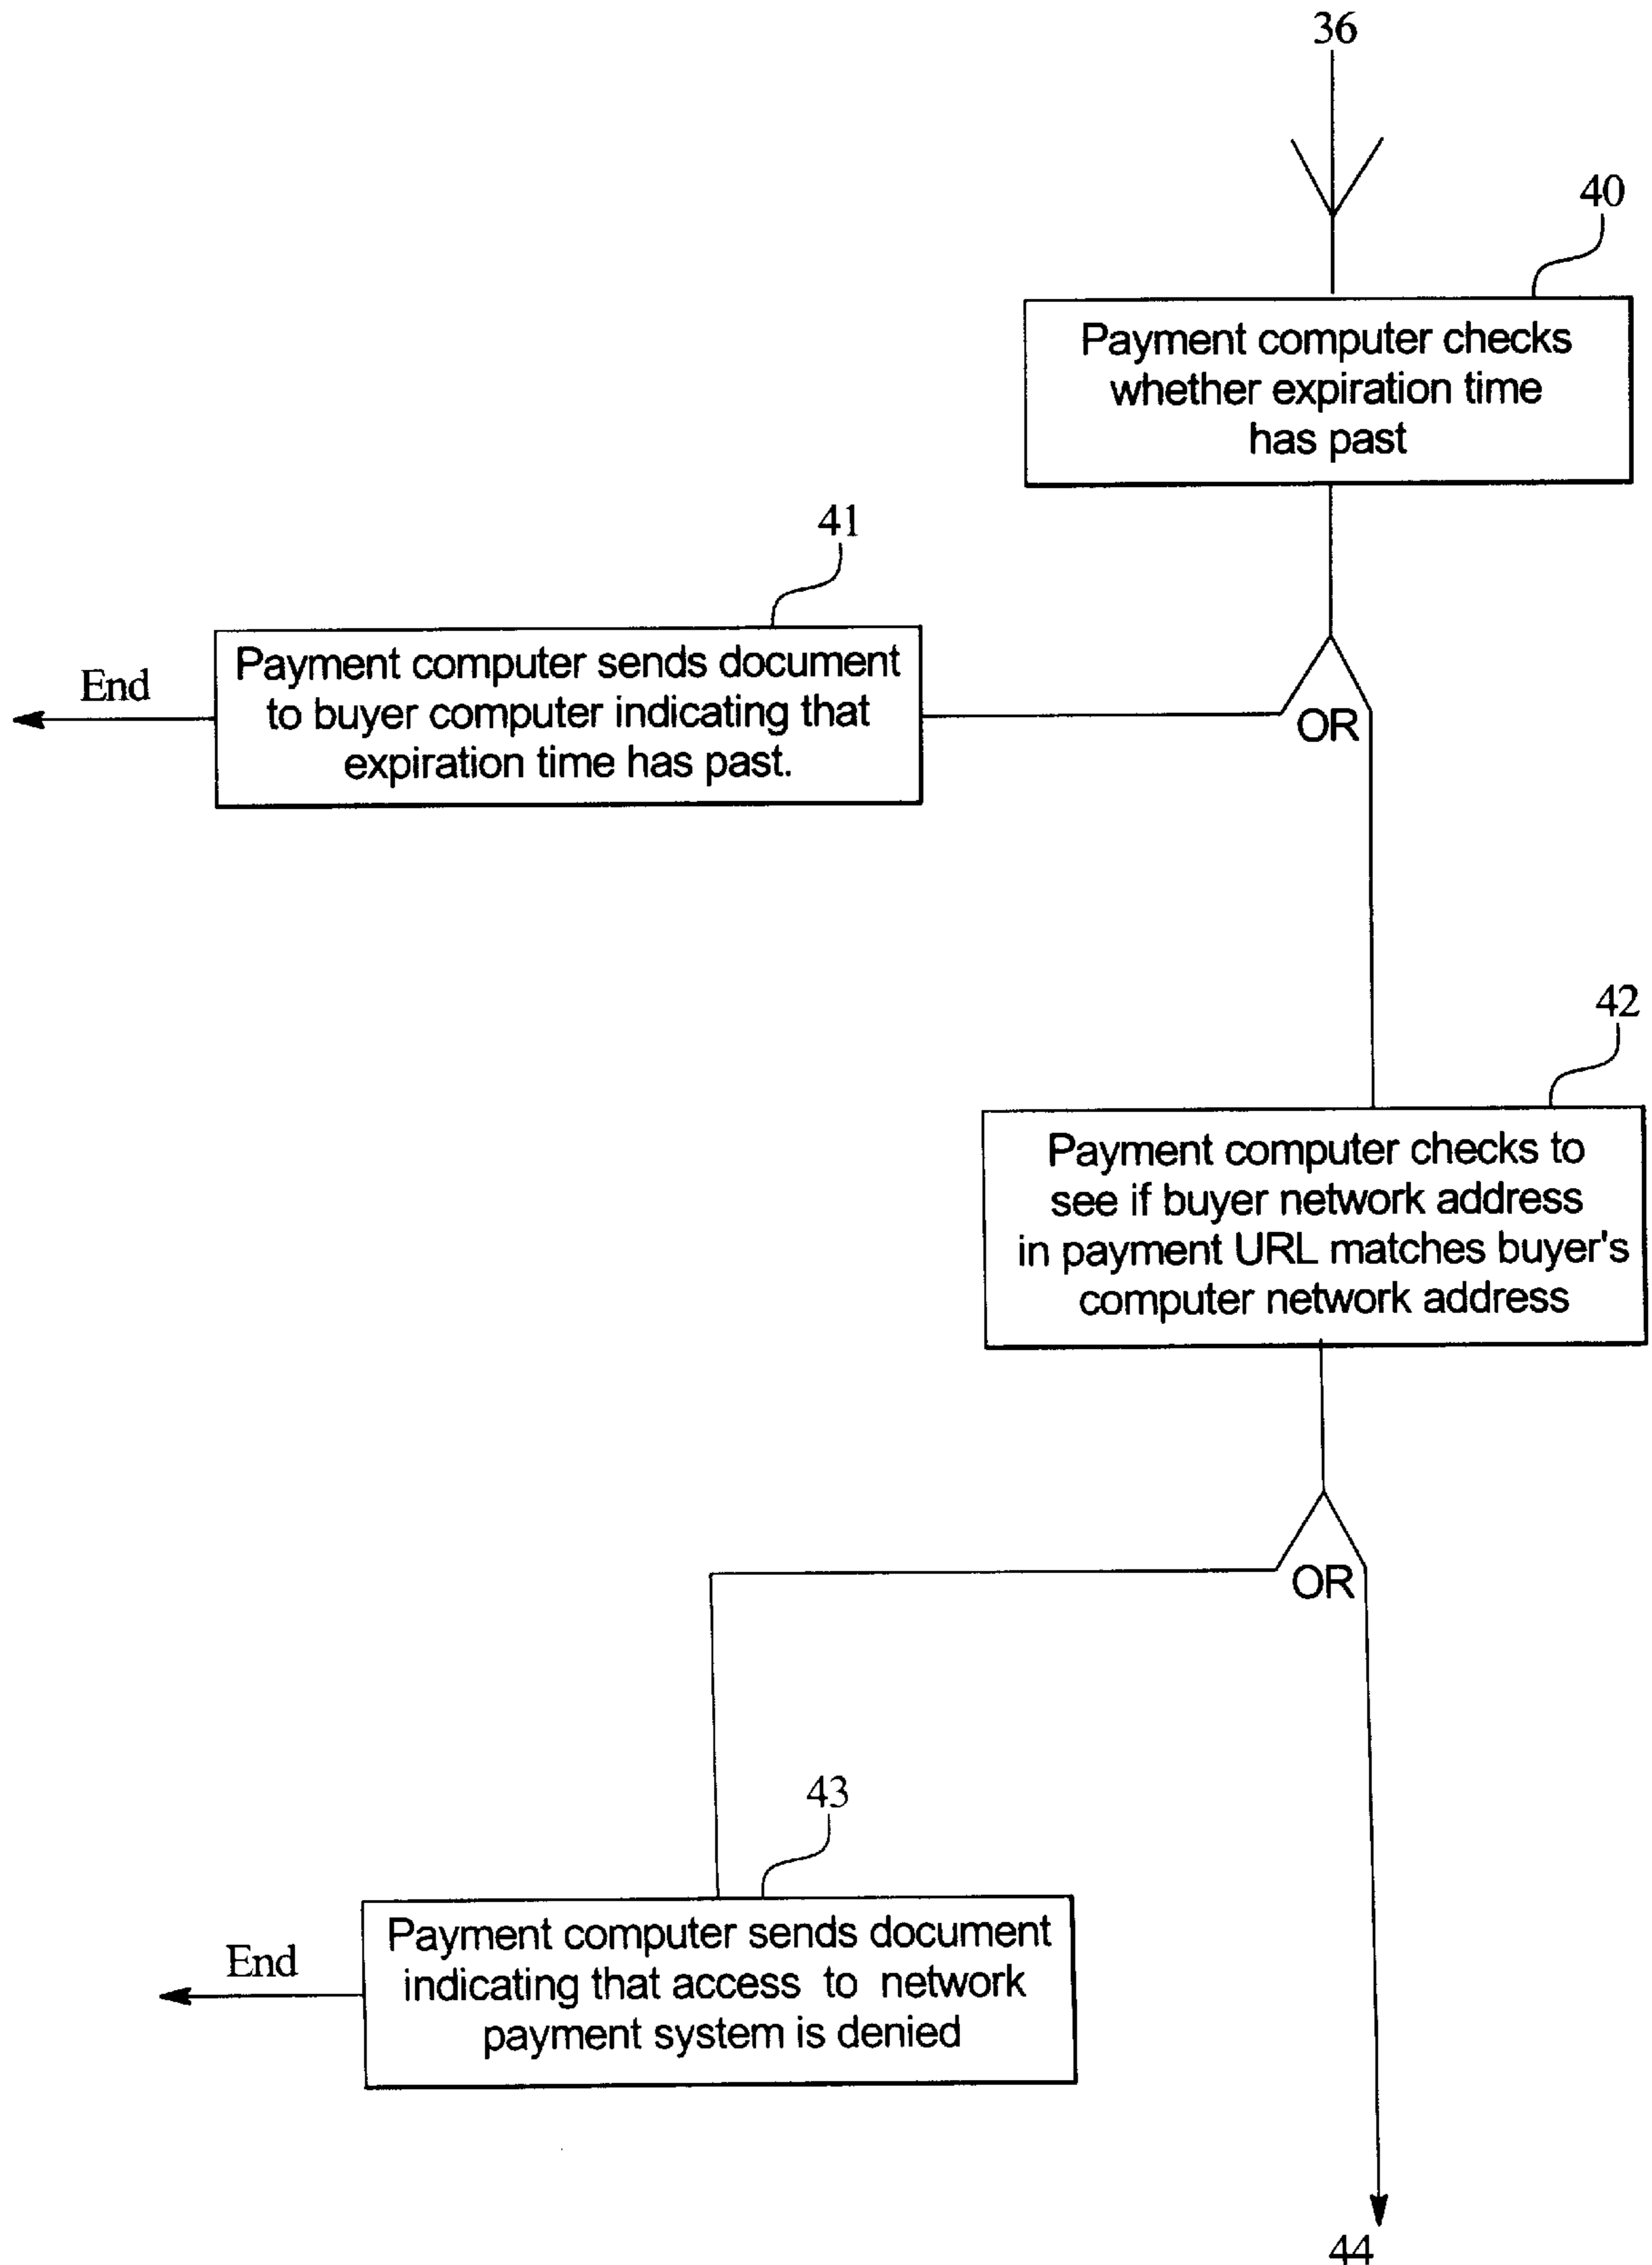 36
40
Payment computer checks
whether expiration time
has past
41
End
Payment computer sends document
to buyer computer indicating that
expiration time has past.
OR
42
Payment computer checks to
see if buyer network address
in payment URL matches buyer's
computer network address
OR
43
End
Payment computer sends document
indicating that access to network
payment system is denied
44